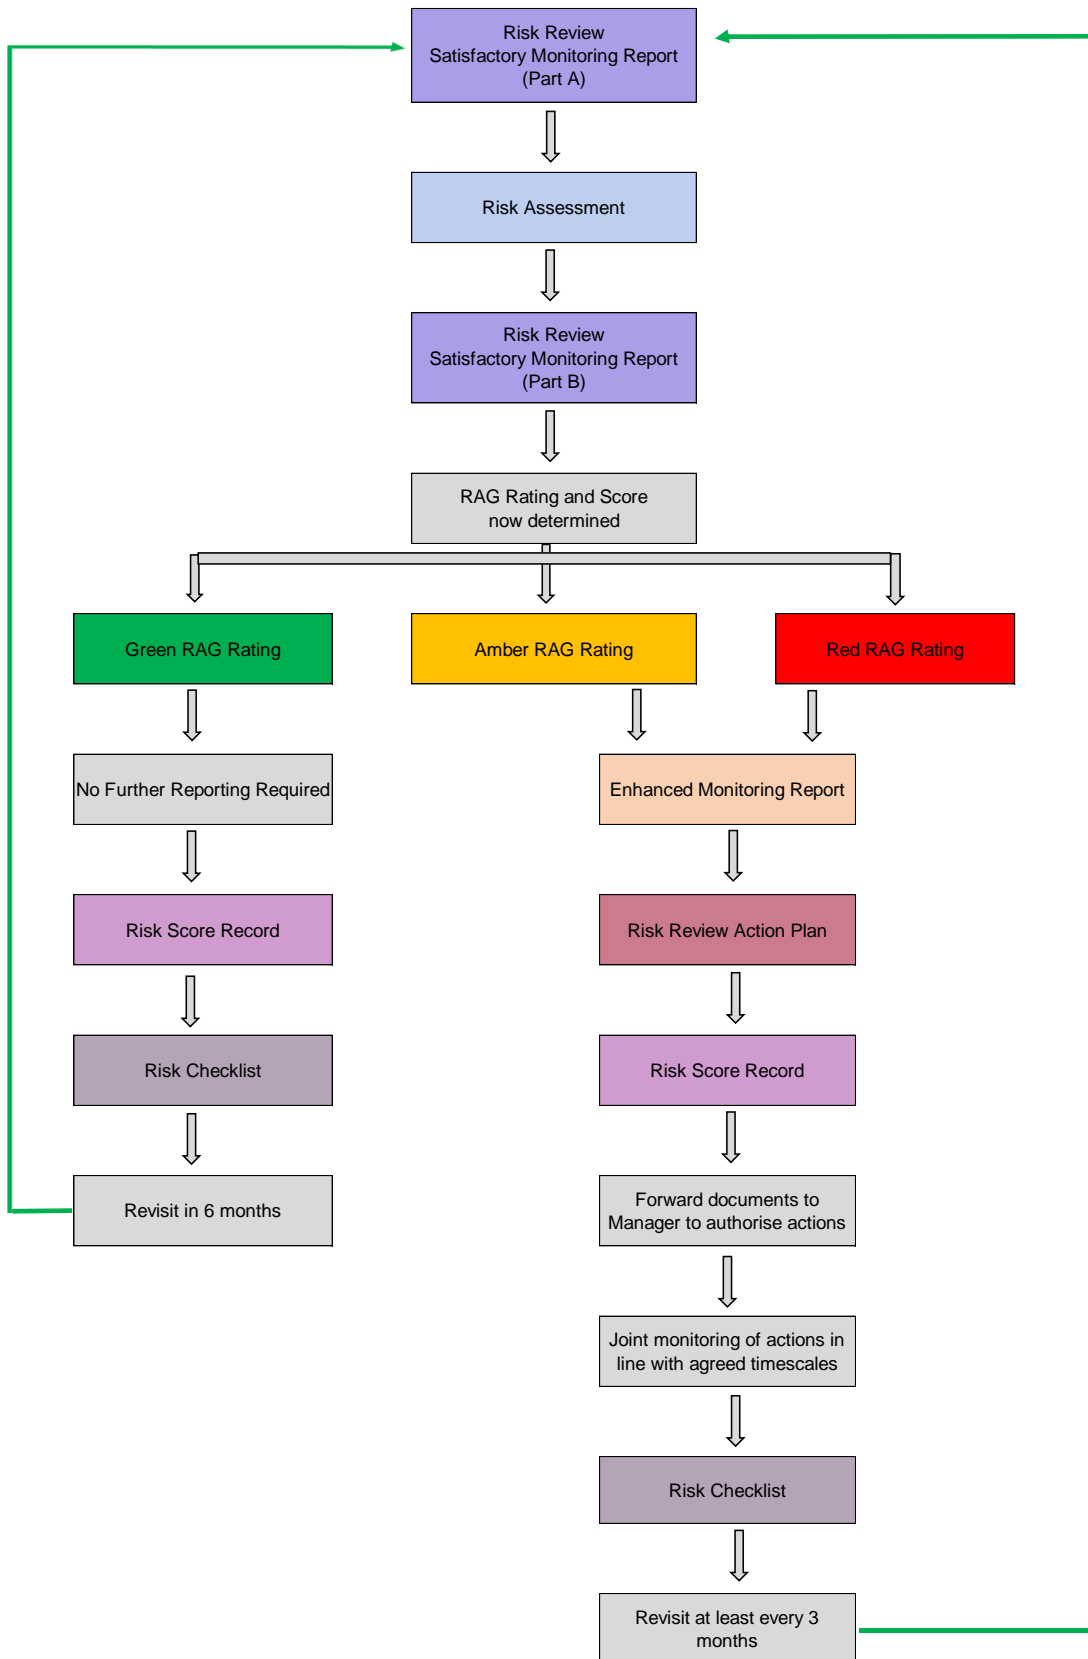 Risk Review
Satisfactory Monitoring Report
(Part A)
Risk Assessment
Risk Review
Satisfactory Monitoring Report
(Part B)
RAG Rating and Score
now determined
Green RAG Rating
Amber RAG Rating
Red RAG Rating
No Further Reporting Required
Enhanced Monitoring Report
Risk Score Record
Risk Review Action Plan
Risk Checklist
Risk Score Record
Revisit in 6 months
Forward documents to
Manager to authorise actions
Joint monitoring of actions in
line with agreed timescales
Risk Checklist
Revisit at least every 3
months